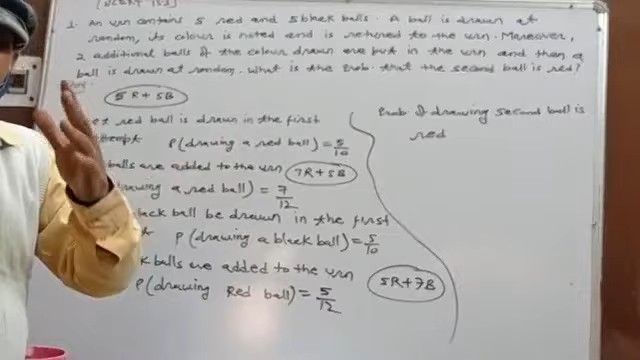 1. An urn contains 5 red and 5 black balls. A ball is drawn at
random, its colour is noted and is returned to the urn. Moreover,
2 additional balls of the colour drawn are put in the urn and then a
ball is drawn at random. What is the prob. that the second ball is red?
5R + 5B
red ball is drawn in the first
attempt
P(drawing a red ball) = 5/10
balls are added to the urn 7R + 5B
drawing a red ball) = 7/12
black ball be drawn in the first
P(drawing a black ball) = 5/10
balls are added to the urn
5R + 7B
P(drawing Red ball) = 5/12
Prob of drawing second ball is
red